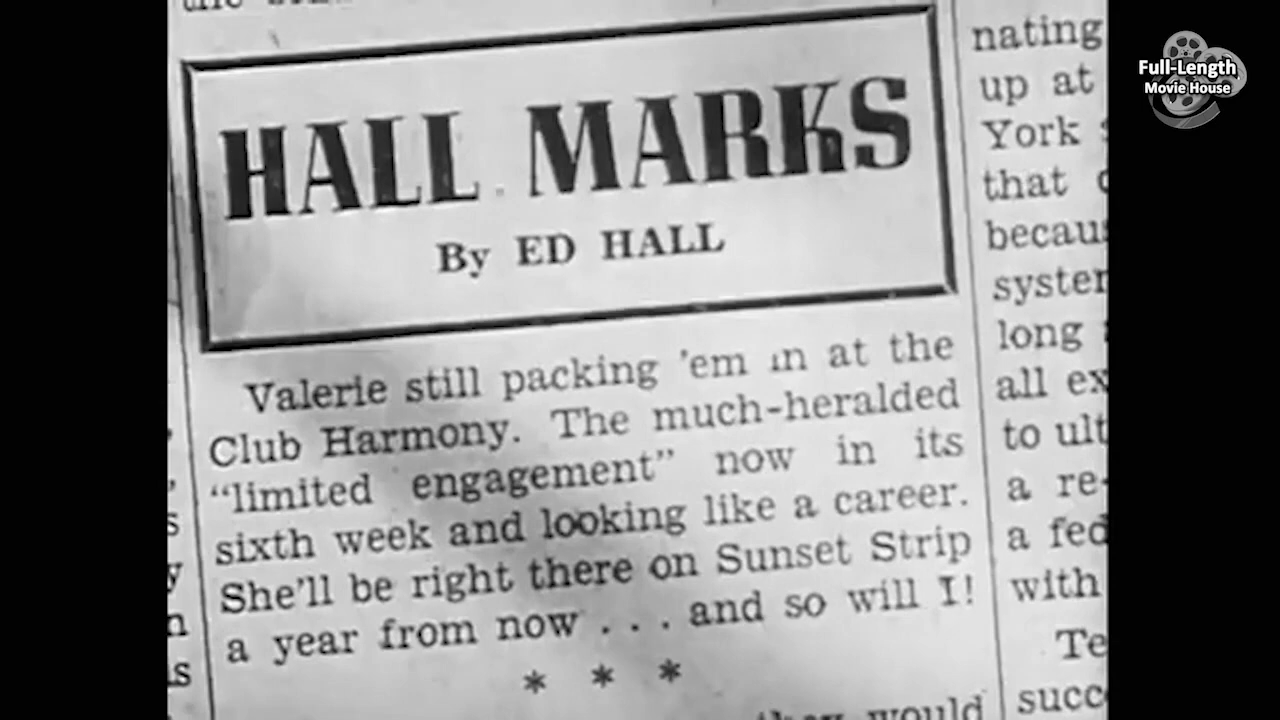 HALL MARKS
By ED HALL
Valerie still packing 'em in at the
Club Harmony. The much-heralded
“limited engagement” now in its
sixth week and looking like a career.
She'll be right there on Sunset Strip
a year from now . . . and so will I!
* * *
they would
nating
up at
York
that
becau
system
long
all ex
to ult
a re-
a fed
with
Te
succ
Full-Length
Movie House